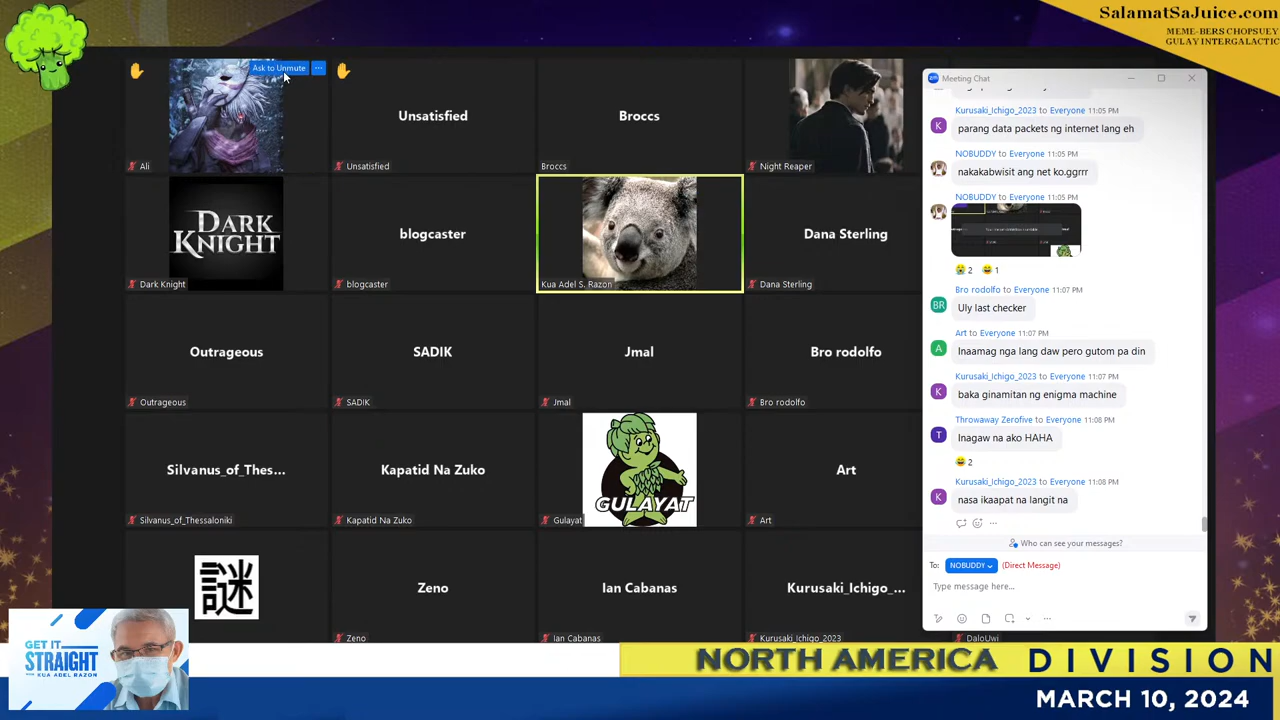 SalamatSaJuice.com
MEME-BERS CHOPSUEY
GULAY INTERGALACTIC
Ask to Unmute
Ali
Unsatisfied
Unsatisfied
Broccs
Broccs
Night Reaper
DARK
KNIGHT
Dark Knight
blogcaster
blogcaster
Kua Adel S. Razon
Dana Sterling
Dana Sterling
Outrageous
Outrageous
SADIK
SADIK
Jmal
Jmal
Bro rodolfo
Bro rodolfo
Silvanus_of_Thes...
Silvanus_of_Thessaloniki
Kapatid Na Zuko
Kapatid Na Zuko
GULAYAT
Gulayat
Art
Art
謎
Zeno
Zeno
Ian Cabanas
Ian Cabanas
Kurusaki_Ichigo_...
Kurusaki_Ichigo_2023
DaloUwi
Meeting Chat
Kurusaki_Ichigo_2023 to Everyone 11:05 PM
K
parang data packets ng internet lang eh
NOBUDDY to Everyone 11:05 PM
nakakabwisit ang net ko.ggrrr
NOBUDDY to Everyone 11:05 PM
2
1
Bro rodolfo to Everyone 11:07 PM
BR
Uly last checker
Art to Everyone 11:07 PM
A
Inaamag nga lang daw pero gutom pa din
Kurusaki_Ichigo_2023 to Everyone 11:07 PM
K
baka ginamitan ng enigma machine
Throwaway Zerofive to Everyone 11:08 PM
T
Inagaw na ako HAHA
2
Kurusaki_Ichigo_2023 to Everyone 11:08 PM
K
nasa ikaapat na langit na
Who can see your messages?
To: NOBUDDY (Direct Message)
Type message here...
GET IT
STRAIGHT
KUA ADEL RAZON
NORTH AMERICA DIVISION
MARCH 10, 2024